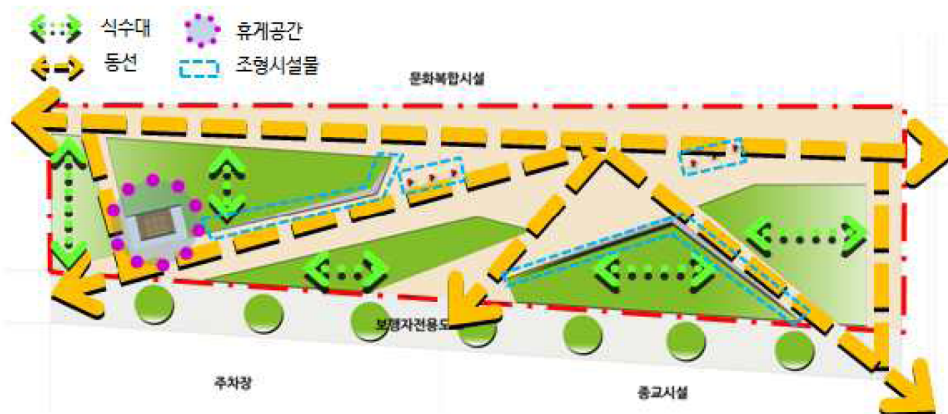 식수대
휴게공간
동선
조형시설물
문화복합시설
보행자전용도
주차장
종교시설